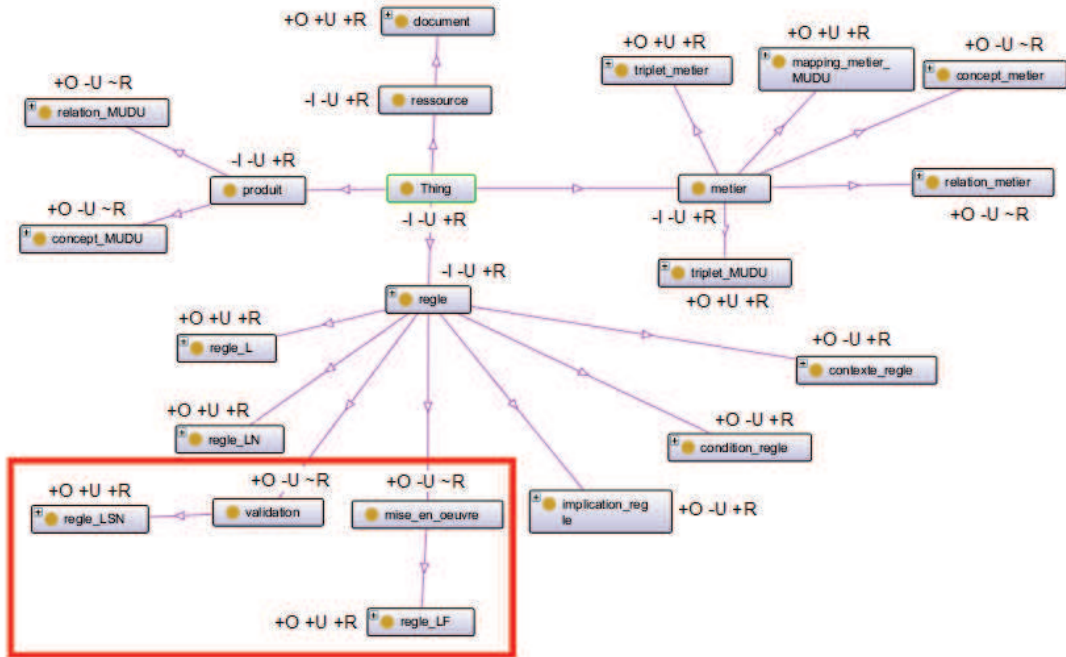 +O +U +R
document
+O +U +R
triplet_metier
+O +U +R
mapping_metier_
MUDU
+O -U ~R
concept_metier
+O -U ~R
relation_MUDU
-I -U +R
ressource
-I -U +R
produit
Thing
-I -U +R
metier
-I -U +R
relation_metier
+O -U ~R
+O -U ~R
concept_MUDU
triplet_MUDU
+O +U +R
-I -U +R
regle
+O +U +R
regle_L
+O -U +R
contexte_regle
+O +U +R
regle_LN
+O -U +R
condition_regle
+O +U +R
regle_LSN
+O -U ~R
validation
+O -U ~R
mise_en_oeuvre
implication_reg
le
+O -U +R
+O +U +R
regle_LF